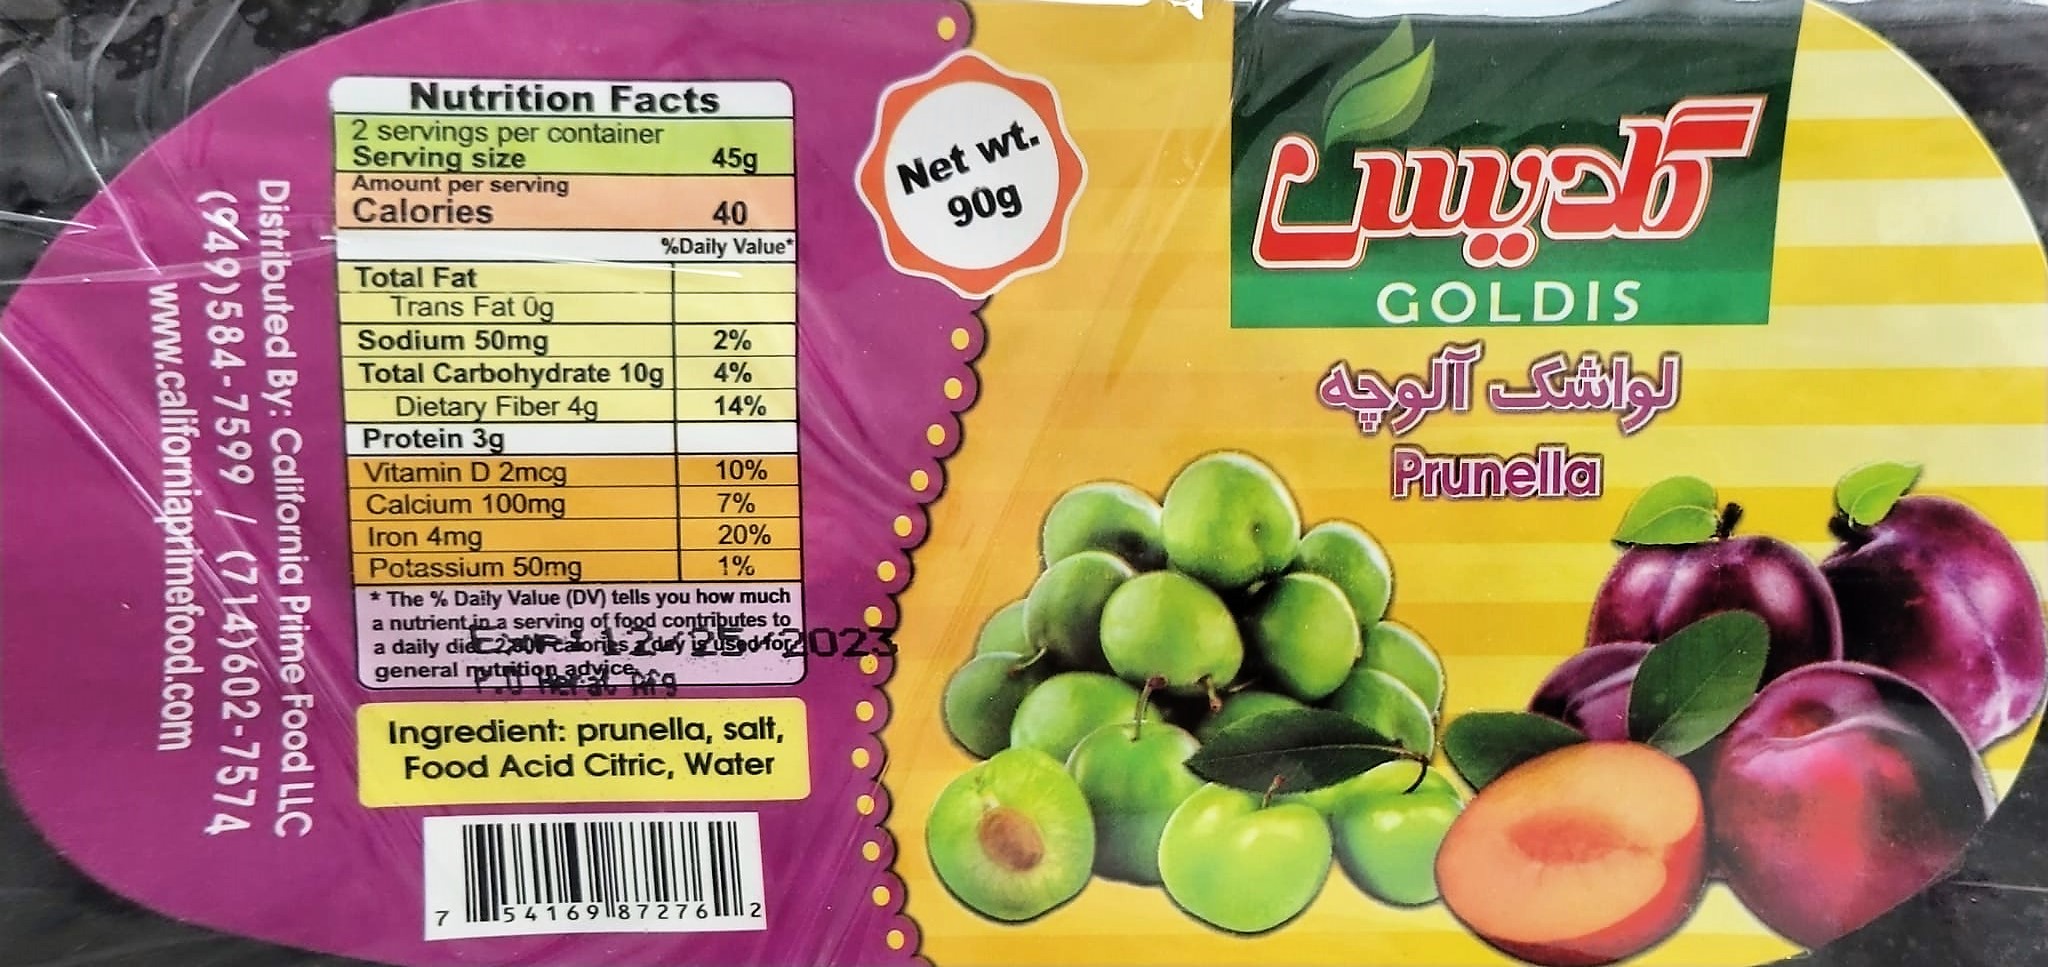 Nutrition Facts
2 servings per container
Serving size 45g
Amount per serving
Calories 40
%Daily Value*
Total Fat
Trans Fat 0g
Sodium 50mg 2%
Total Carbohydrate 10g 4%
Dietary Fiber 4g 14%
Protein 3g
Vitamin D 2mcg 10%
Calcium 100mg 7%
Iron 4mg 20%
Potassium 50mg 1%
* The % Daily Value (DV) tells you how much
a nutrient in a serving of food contributes to
a daily calories a day is used for
general nutrition advice.
12 25 2023
Ingredient: prunella, salt,
Food Acid Citric, Water
7 54169 87276 2
Distributed By: California Prime Food LLC
(949)584-7599 / (714)602-7574
www.californiaprimefood.com
Net wt.
90g
گلدیس
GOLDIS
لواشک آلوچه
Prunella